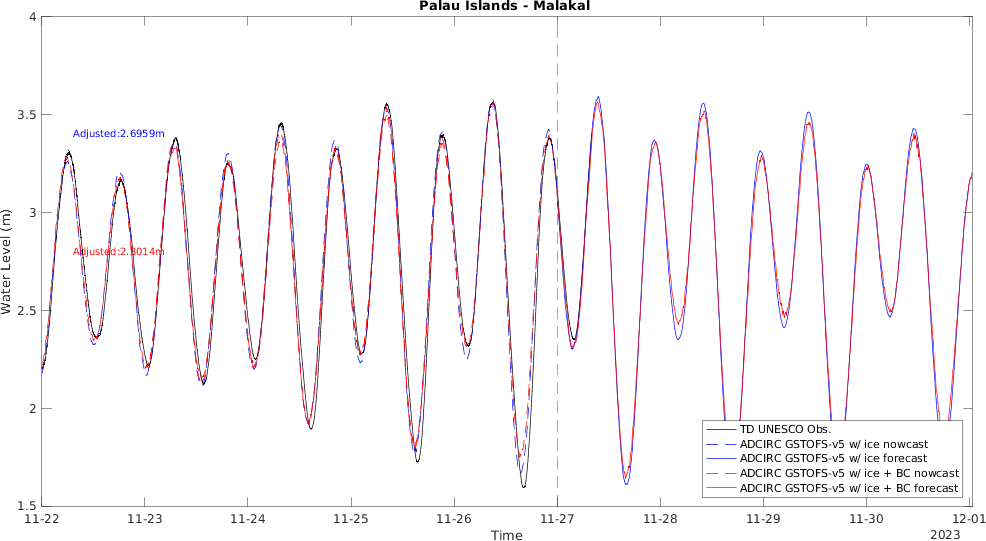 Palau Islands - Malakal
4
3.5
3
2.5
2
1.5
Water Level (m)
Adjusted:2.6959m
Adjusted:2.8014m
TD UNESCO Obs.
ADCIRC GSTOFS-v5 w/ ice nowcast
ADCIRC GSTOFS-v5 w/ ice forecast
ADCIRC GSTOFS-v5 w/ ice + BC nowcast
ADCIRC GSTOFS-v5 w/ ice + BC forecast
11-22 11-23 11-24 11-25 11-26 11-27 11-28 11-29 11-30 12-01
Time
2023